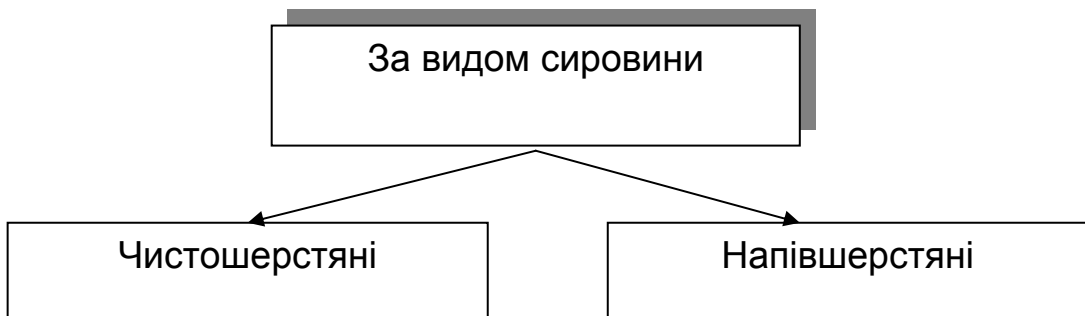 За видом сировини
Чистошерстяні
Напівшерстяні